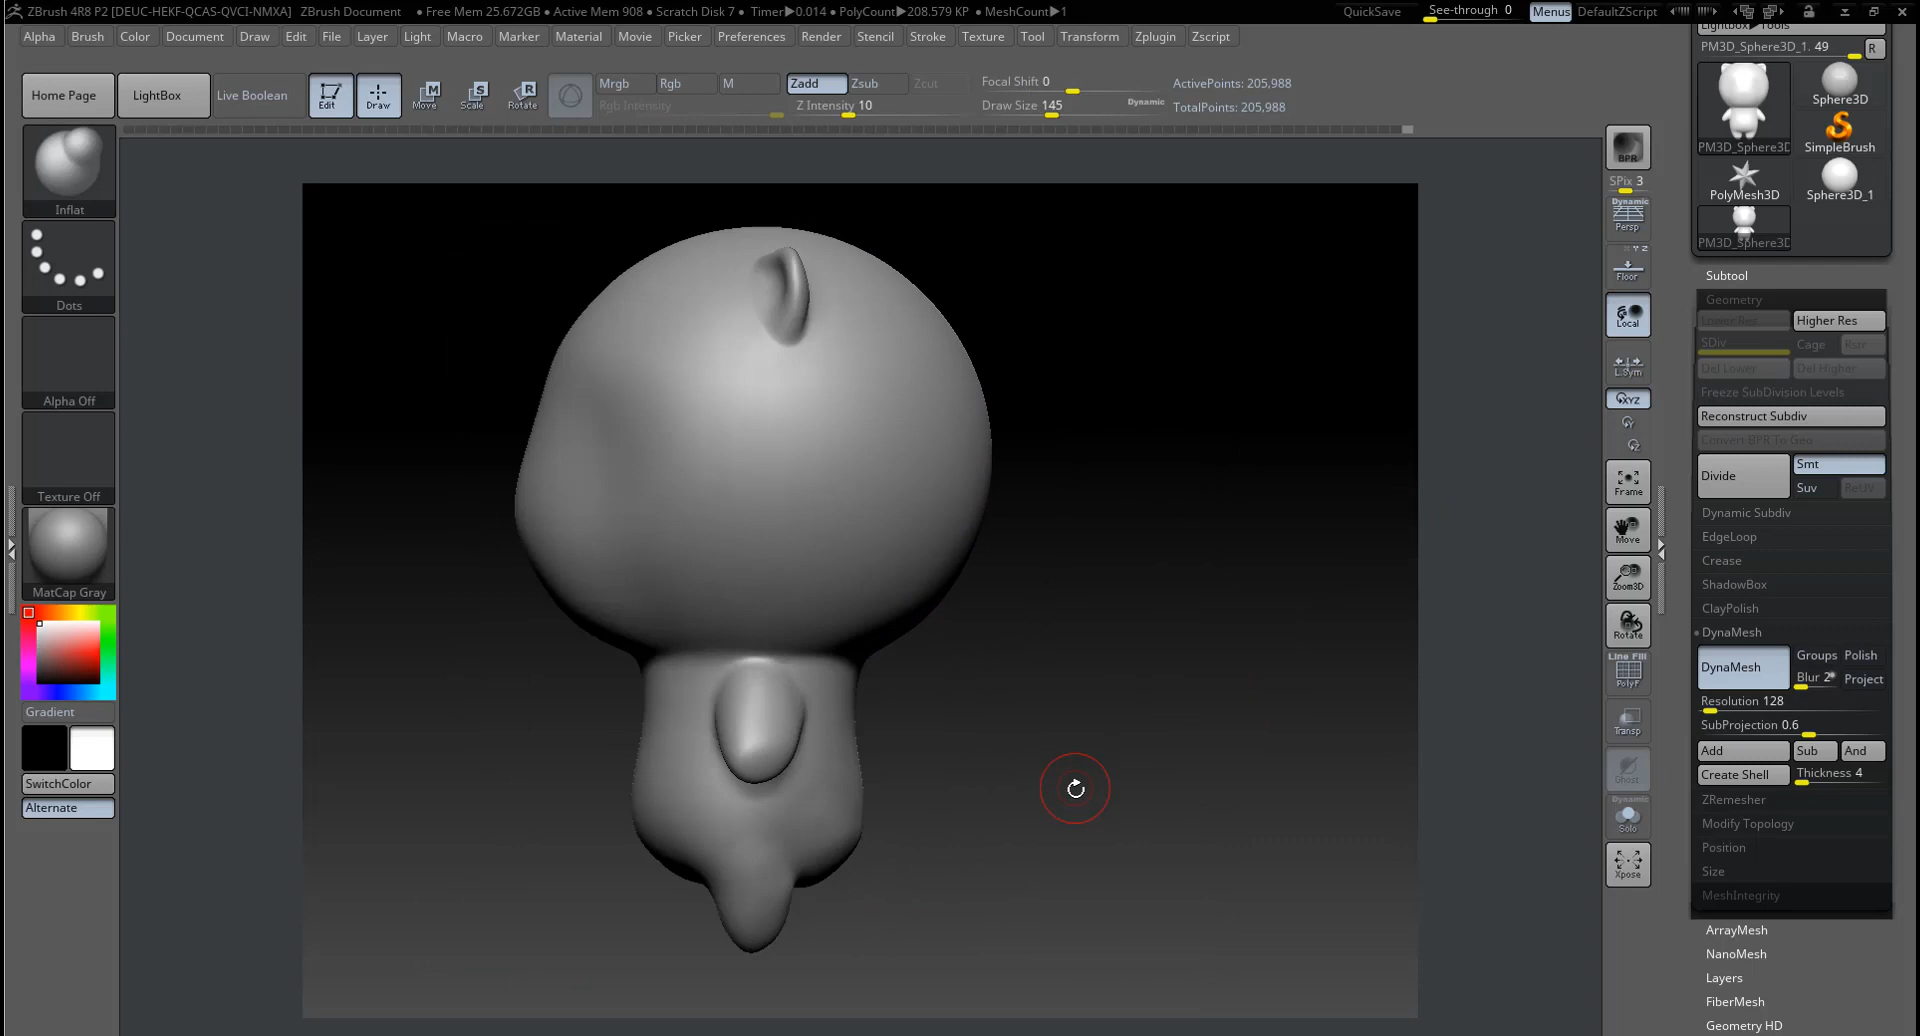 ZBrush 4R8 P2 [DEUC-HEKF-QCAS-QVCI-NMXA] ZBrush Document • Free Mem 25.672GB • Active Mem 908 • Scratch Disk 7 • Timer▶0.014 • PolyCount▶208.579 KP • MeshCount▶1 QuickSave See-through 0 Menus DefaultZScript
Alpha Brush Color Document Draw Edit File Layer Light Macro Marker Material Movie Picker Preferences Render Stencil Stroke Texture Tool Transform Zplugin Zscript
Home Page LightBox Live Boolean Edit Draw Move Scale Rotate
Mrgb Rgb M Zadd Zsub Zcut Focal Shift 0 ActivePoints: 205,988
Rgb Intensity Z Intensity 10 Draw Size 145 Dynamic TotalPoints: 205,988
Inflat
Dots
Alpha Off
Texture Off
MatCap Gray
Gradient
SwitchColor
Alternate
BPR
SPix 3
Dynamic
Persp
Floor
Local
L.Sym
XYZ
Frame
Move
Zoom3D
Rotate
Line Fill
PolyF
Transp
Ghost
Dynamic
Solo
Xpose
Lightbox▶Tools
PM3D_Sphere3D_1. 49 R
Sphere3D
PM3D_Sphere3D SimpleBrush
PolyMesh3D Sphere3D_1
PM3D_Sphere3D
Subtool
Geometry
Lower Res Higher Res
SDiv Cage Rstr
Del Lower Del Higher
Freeze SubDivision Levels
Reconstruct Subdiv
Convert BPR To Geo
Divide Smt
Suv ReUV
Dynamic Subdiv
EdgeLoop
Crease
ShadowBox
ClayPolish
DynaMesh
DynaMesh Groups Polish
Blur 2 Project
Resolution 128
SubProjection 0.6
Add Sub And
Create Shell Thickness 4
ZRemesher
Modify Topology
Position
Size
MeshIntegrity
ArrayMesh
NanoMesh
Layers
FiberMesh
Geometry HD